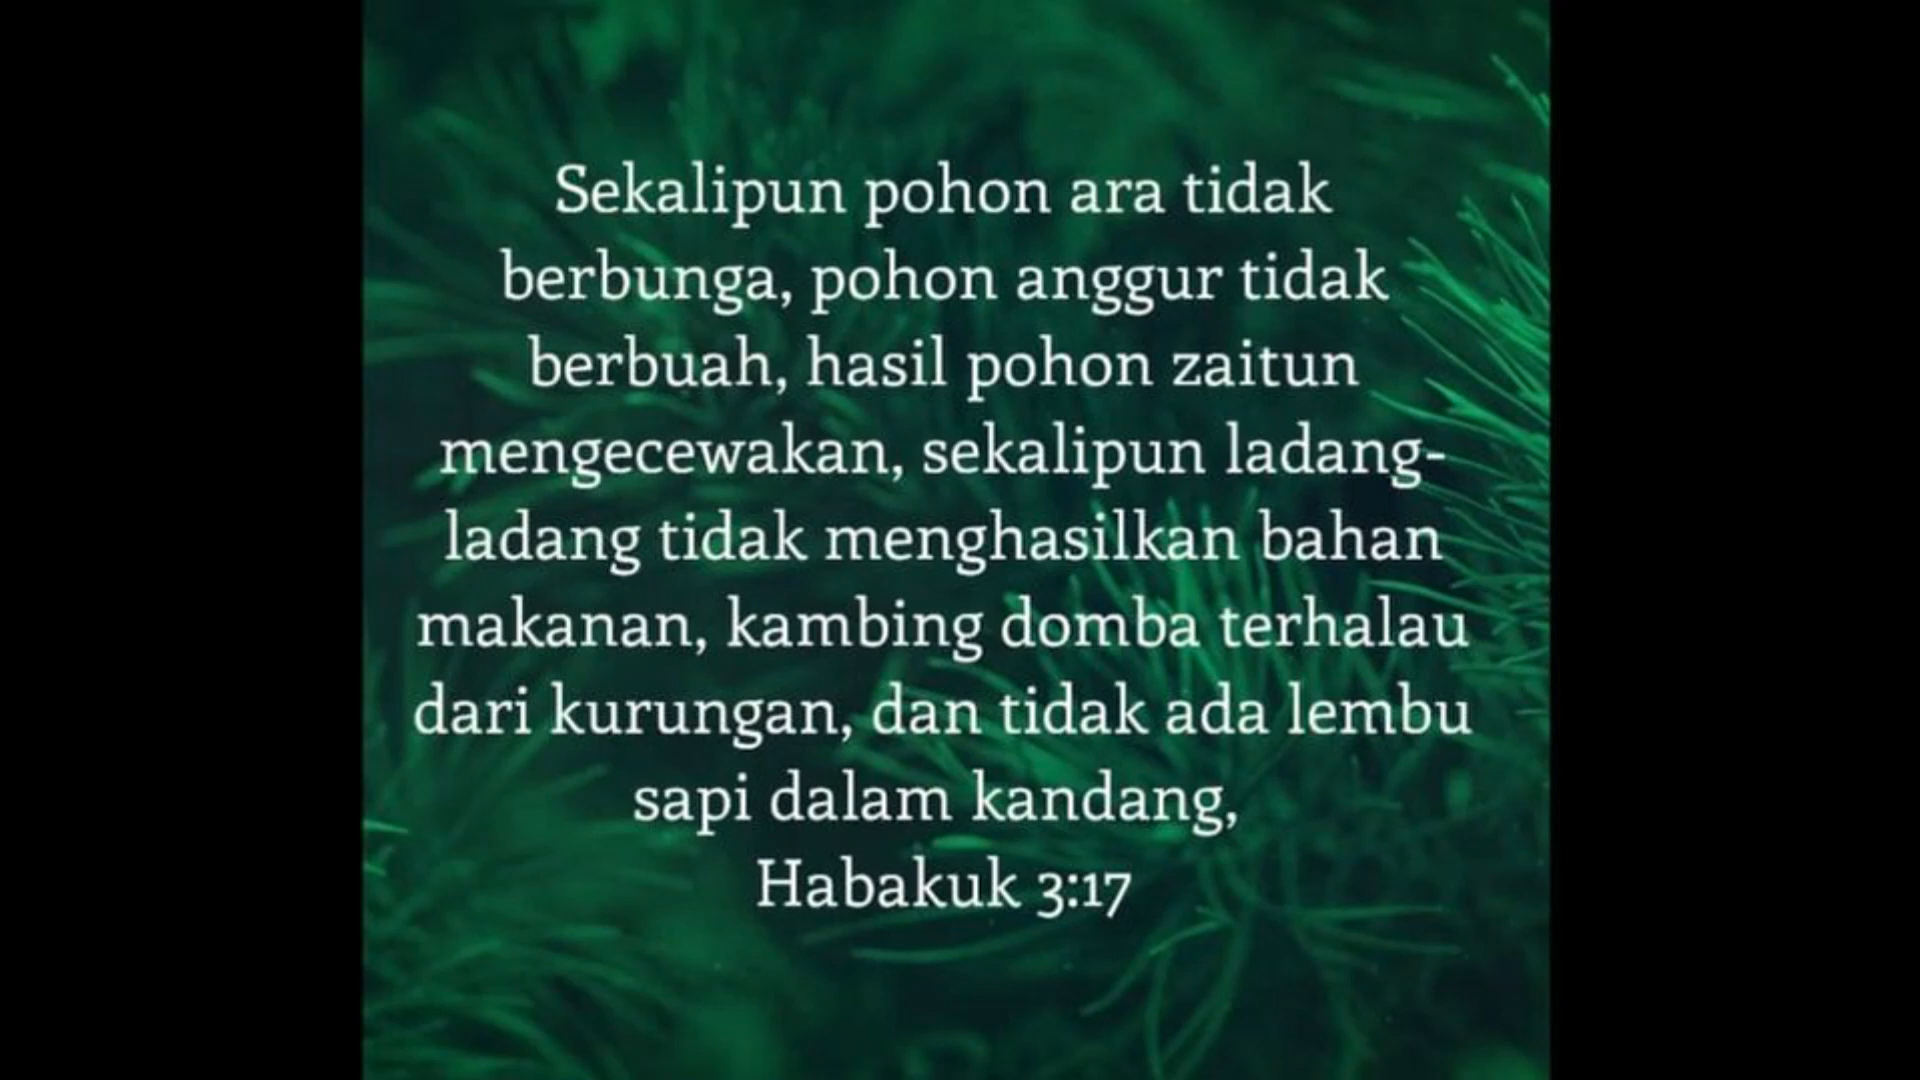 Sekalipun pohon ara tidak
berbunga, pohon anggur tidak
berbuah, hasil pohon zaitun
mengecewakan, sekalipun ladang-
ladang tidak menghasilkan bahan
makanan, kambing domba terhalau
dari kurungan, dan tidak ada lembu
sapi dalam kandang,
Habakuk 3:17